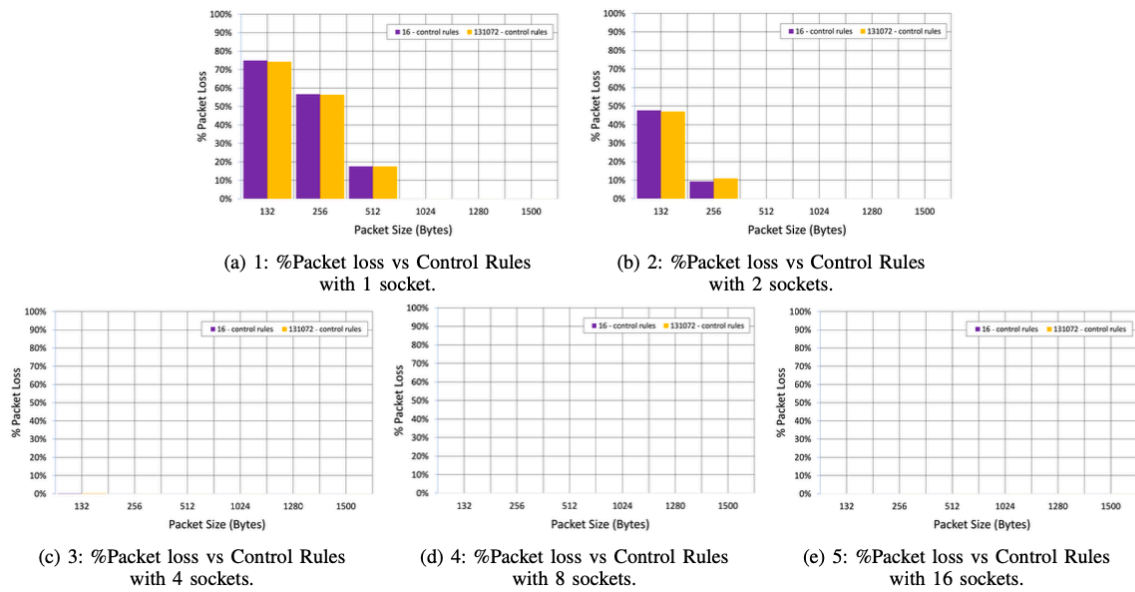 100%
90%
80%
70%
60%
50%
40%
30%
20%
10%
0%
% Packet Loss
16 - control rules 131072 - control rules
132 256 512 1024 1280 1500
Packet Size (Bytes)
(a) 1: %Packet loss vs Control Rules
with 1 socket.
100%
90%
80%
70%
60%
50%
40%
30%
20%
10%
0%
% Packet Loss
16 - control rules 131072 - control rules
132 256 512 1024 1280 1500
Packet Size (Bytes)
(b) 2: %Packet loss vs Control Rules
with 2 sockets.
100%
90%
80%
70%
60%
50%
40%
30%
20%
10%
0%
% Packet Loss
16 - control rules 131072 - control rules
132 256 512 1024 1280 1500
Packet Size (Bytes)
(c) 3: %Packet loss vs Control Rules
with 4 sockets.
100%
90%
80%
70%
60%
50%
40%
30%
20%
10%
0%
% Packet Loss
16 - control rules 131072 - control rules
132 256 512 1024 1280 1500
Packet Size (Bytes)
(d) 4: %Packet loss vs Control Rules
with 8 sockets.
100%
90%
80%
70%
60%
50%
40%
30%
20%
10%
0%
% Packet Loss
16 - control rules 131072 - control rules
132 256 512 1024 1280 1500
Packet Size (Bytes)
(e) 5: %Packet loss vs Control Rules
with 16 sockets.